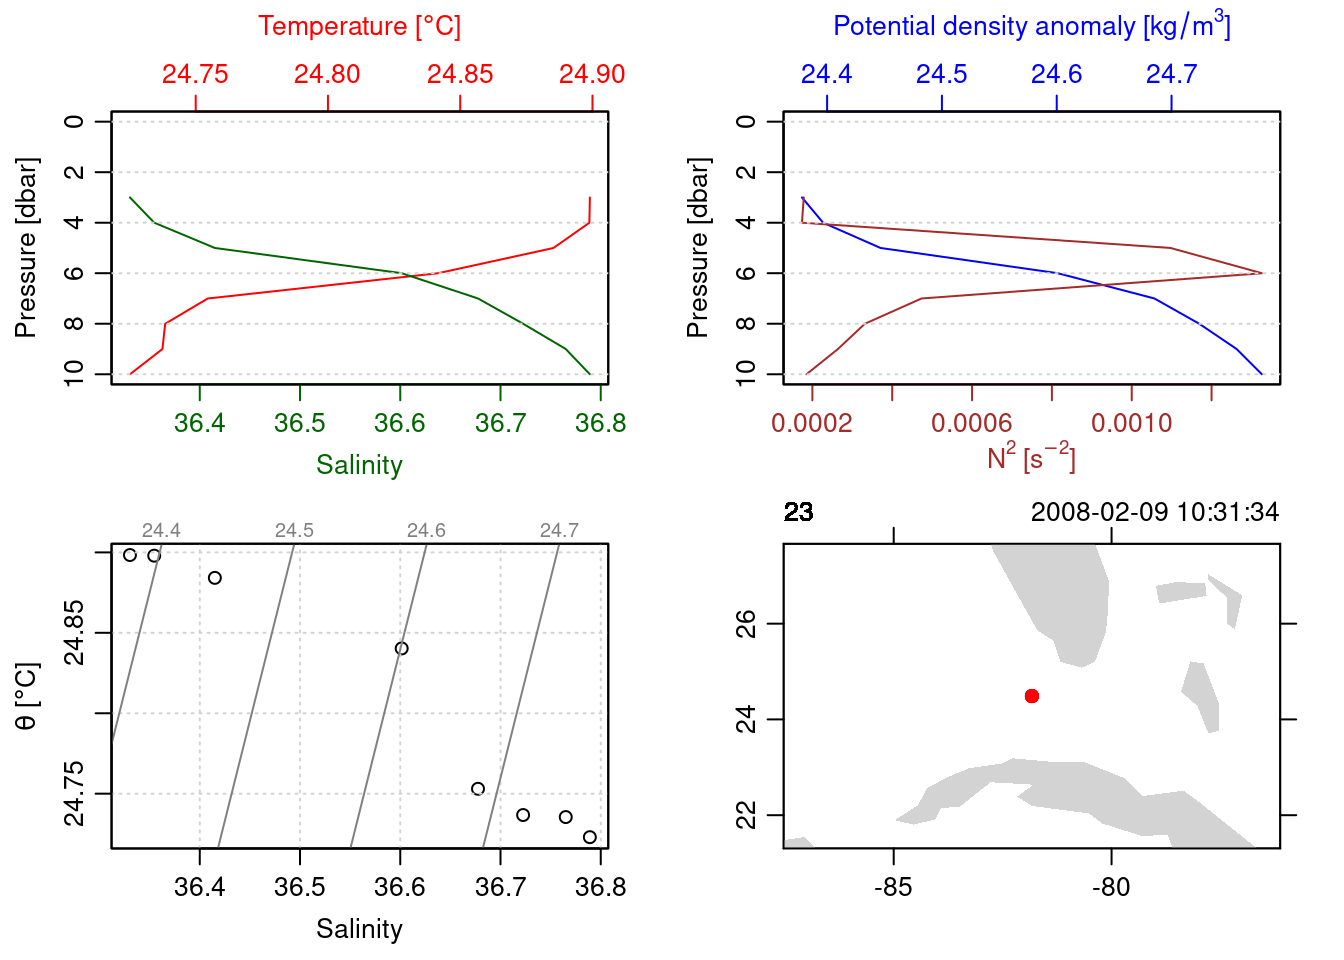 Temperature [°C]
24.75 24.80 24.85 24.90
Pressure [dbar]
0
2
4
6
8
10
36.4 36.5 36.6 36.7 36.8
Salinity
Potential density anomaly [kg/m³]
24.4 24.5 24.6 24.7
Pressure [dbar]
0
2
4
6
8
10
0.0002 0.0006 0.0010
N² [s⁻²]
24.4 24.5 24.6 24.7
θ [°C]
24.85
24.75
36.4 36.5 36.6 36.7 36.8
Salinity
23 2008-02-09 10:31:34
26
24
22
-85 -80